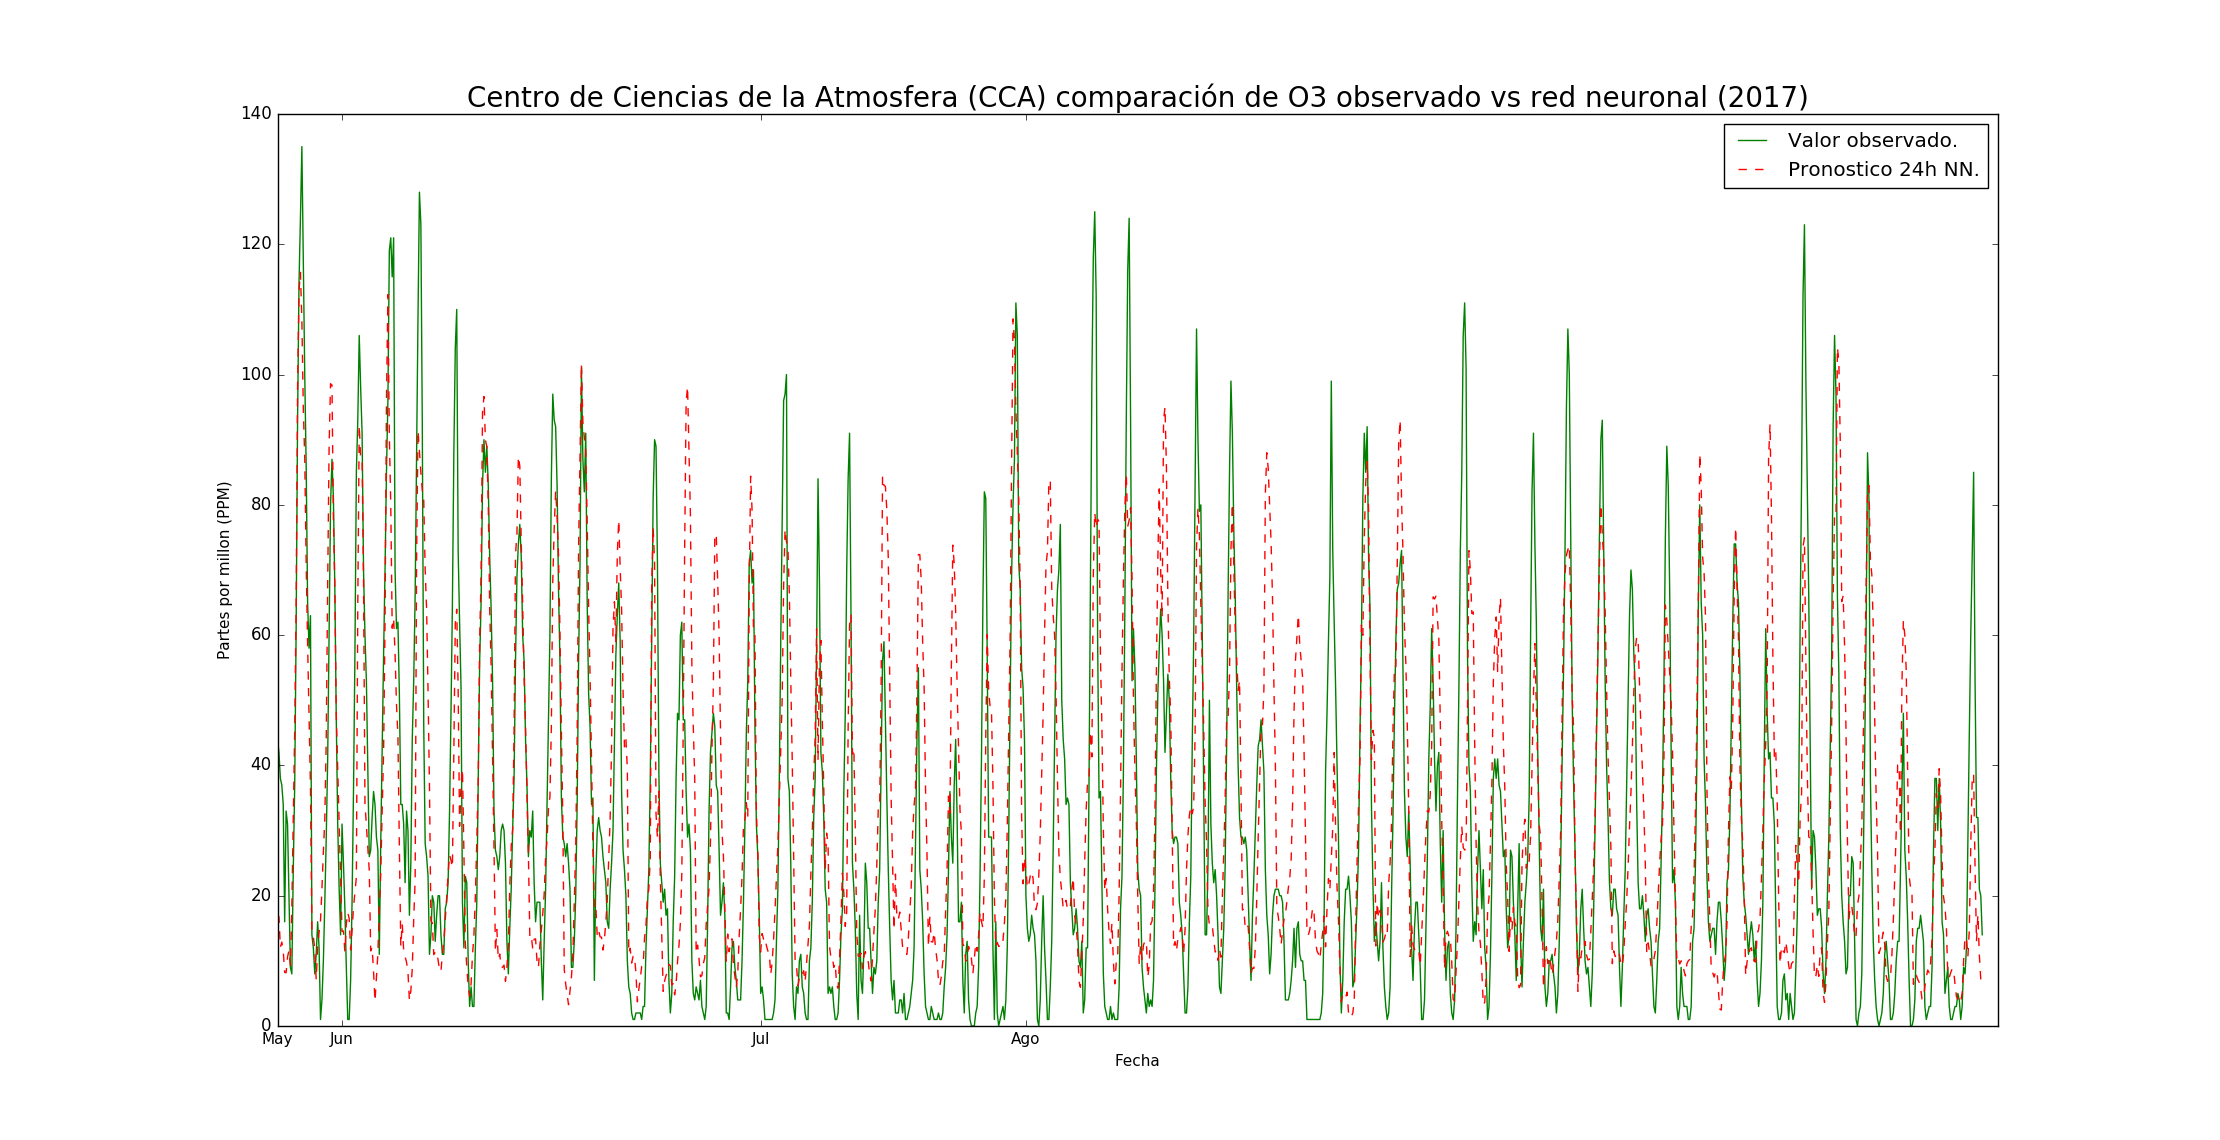 Centro de Ciencias de la Atmosfera (CCA) comparación de O3 observado vs red neuronal (2017)
140
120
100
80
60
40
20
0
Partes por millon (PPM)
Valor observado.
Pronostico 24h NN.
May Jun Jul Ago
Fecha